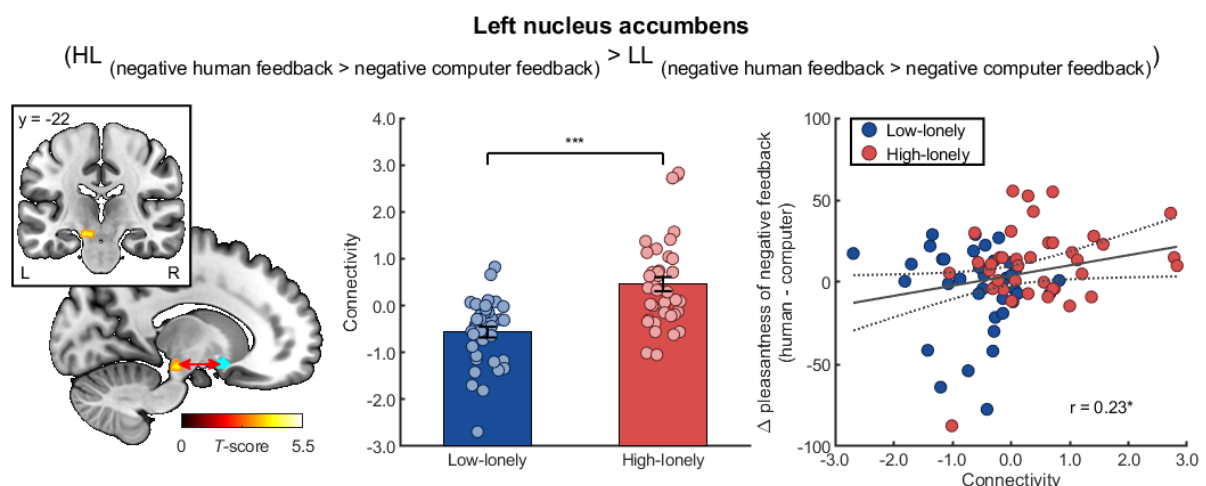 Left nucleus accumbens
(HL (negative human feedback > negative computer feedback) > LL (negative human feedback > negative computer feedback))
y = -22
L R
0 T-score 5.5
4.0
3.0
2.0
1.0
0.0
-1.0
-2.0
-3.0
Connectivity
***
Low-lonely High-lonely
100
50
0
-50
-100
Δ pleasantness of negative feedback
(human - computer)
Low-lonely
High-lonely
r = 0.23*
-3.0 -2.0 -1.0 0.0 1.0 2.0 3.0
Connectivity